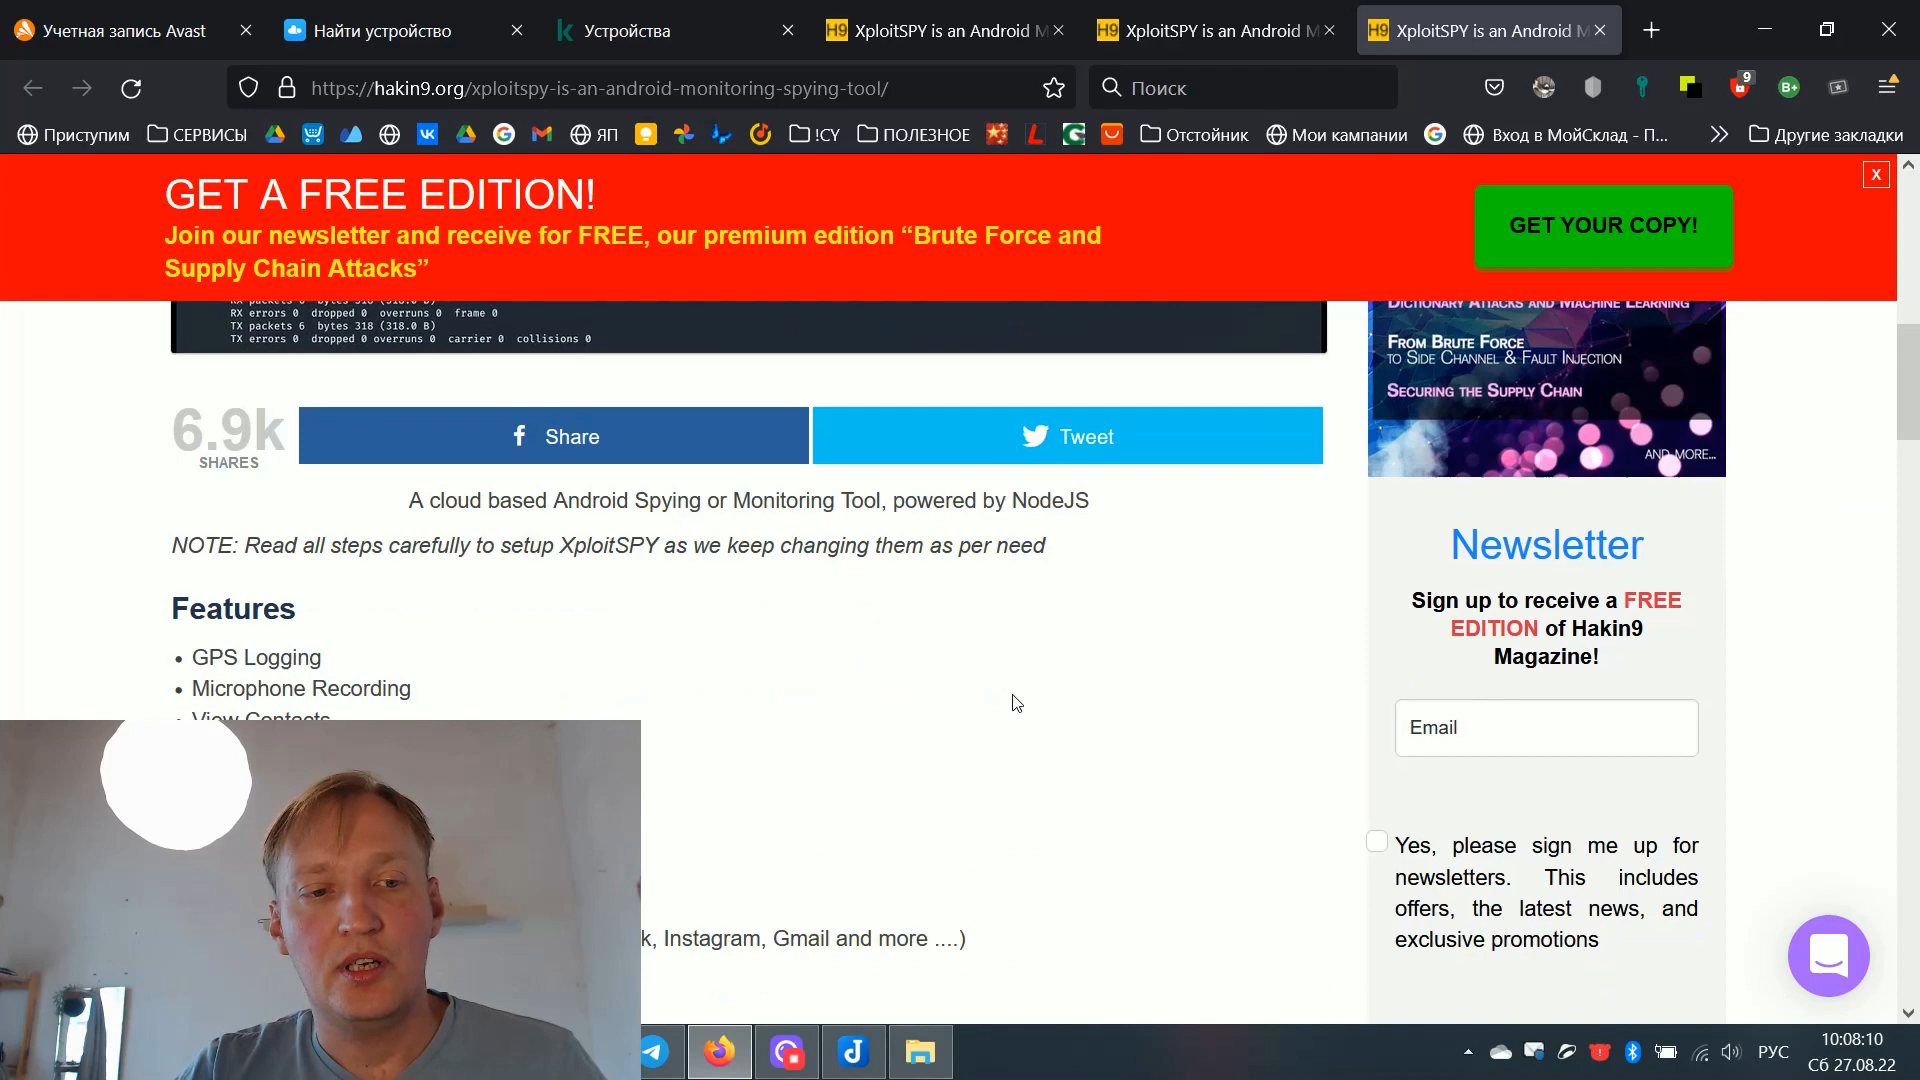 Учетная запись Avast
Найти устройство
Устройства
XploitSPY is an Android M
XploitSPY is an Android M
XploitSPY is an Android M
https://hakin9.org/xploitspy-is-an-android-monitoring-spying-tool/
Поиск
9
B+
Приступим
СЕРВИСЫ
ЯП
!CY
ПОЛЕЗНОЕ
Отстойник
Мои кампании
Вход в МойСклад - П...
Другие закладки
GET A FREE EDITION!
Join our newsletter and receive for FREE, our premium edition “Brute Force and
Supply Chain Attacks”
GET YOUR COPY!
X
RX errors 0 dropped 0 overruns 0 frame 0
TX packets 6 bytes 318 (318.0 B)
TX errors 0 dropped 0 overruns 0 carrier 0 collisions 0
6.9k
SHARES
Share
Tweet
A cloud based Android Spying or Monitoring Tool, powered by NodeJS
NOTE: Read all steps carefully to setup XploitSPY as we keep changing them as per need
Features
• GPS Logging
• Microphone Recording
• View Contacts
k, Instagram, Gmail and more ....)
Dictionary Attacks and Machine Learning
From Brute Force
to Side Channel & Fault Injection
Securing the Supply Chain
AND MORE...
Newsletter
Sign up to receive a FREE
EDITION of Hakin9
Magazine!
Email
Yes, please sign me up for
newsletters. This includes
offers, the latest news, and
exclusive promotions
РУС
10:08:10
Сб 27.08.22